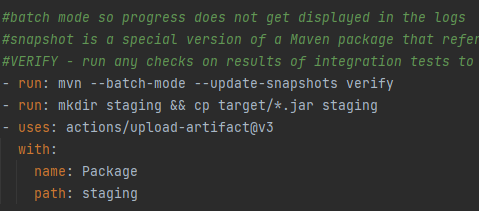 #batch mode so progress does not get displayed in the logs
#snapshot is a special version of a Maven package that refer
#VERIFY - run any checks on results of integration tests to
- run: mvn --batch-mode --update-snapshots verify
- run: mkdir staging && cp target/*.jar staging
- uses: actions/upload-artifact@v3
  with:
    name: Package
    path: staging